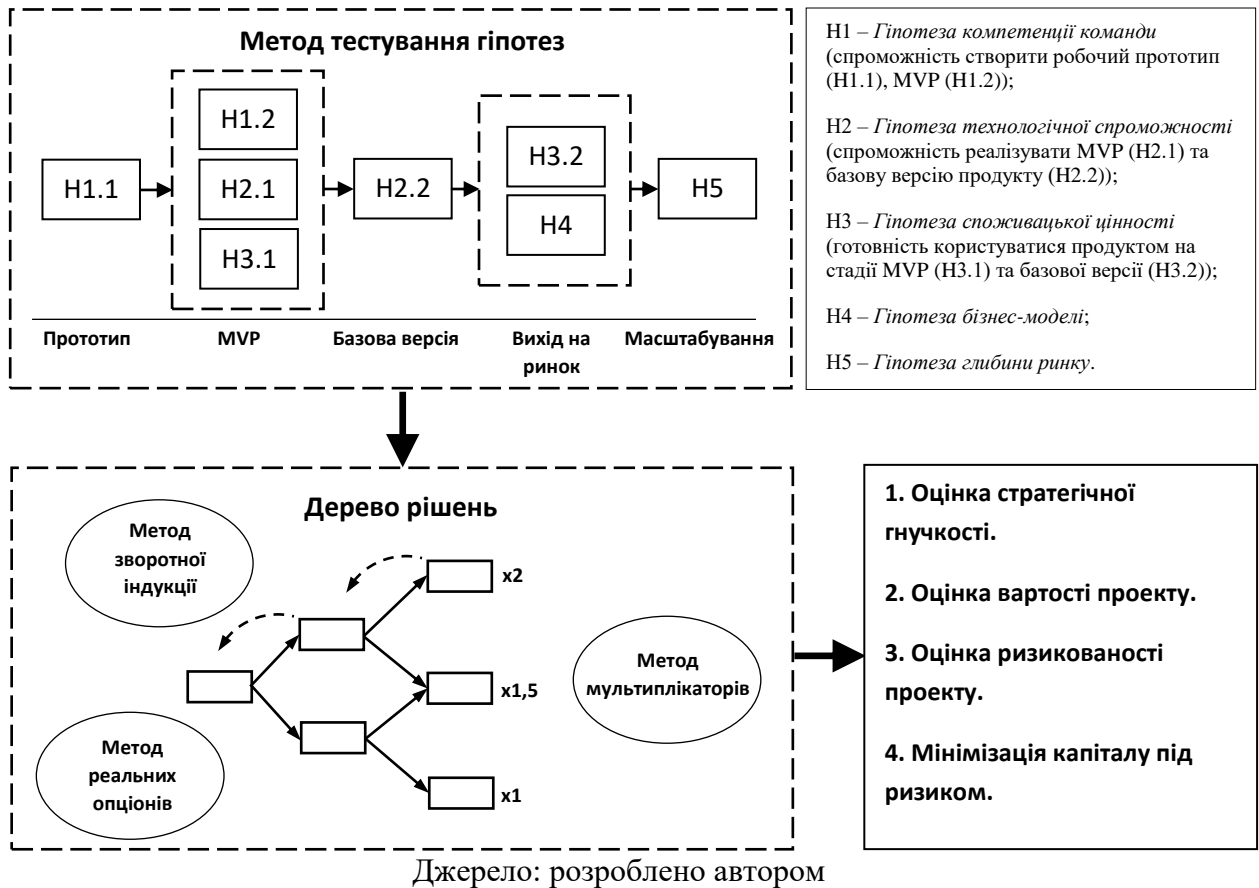 Метод тестування гіпотез
H1.1
H1.2
H2.1
H3.1
H2.2
H3.2
H4
H5
Прототип
MVP
Базова версія
Вихід на
ринок
Масштабування
H1 – Гіпотеза компетенції команди
(спроможність створити робочий прототип
(H1.1), MVP (H1.2));
H2 – Гіпотеза технологічної спроможності
(спроможність реалізувати MVP (H2.1) та
базову версію продукту (H2.2));
H3 – Гіпотеза споживацької цінності
(готовність користуватися продуктом на
стадії MVP (H3.1) та базової версії (H3.2));
H4 – Гіпотеза бізнес-моделі;
H5 – Гіпотеза глибини ринку.
Дерево рішень
Метод
зворотної
індукції
Метод
реальних
опціонів
x2
x1,5
x1
Метод
мультиплікаторів
1. Оцінка стратегічної
гнучкості.
2. Оцінка вартості проекту.
3. Оцінка ризикованості
проекту.
4. Мінімізація капіталу під
ризиком.
Джерело: розроблено автором